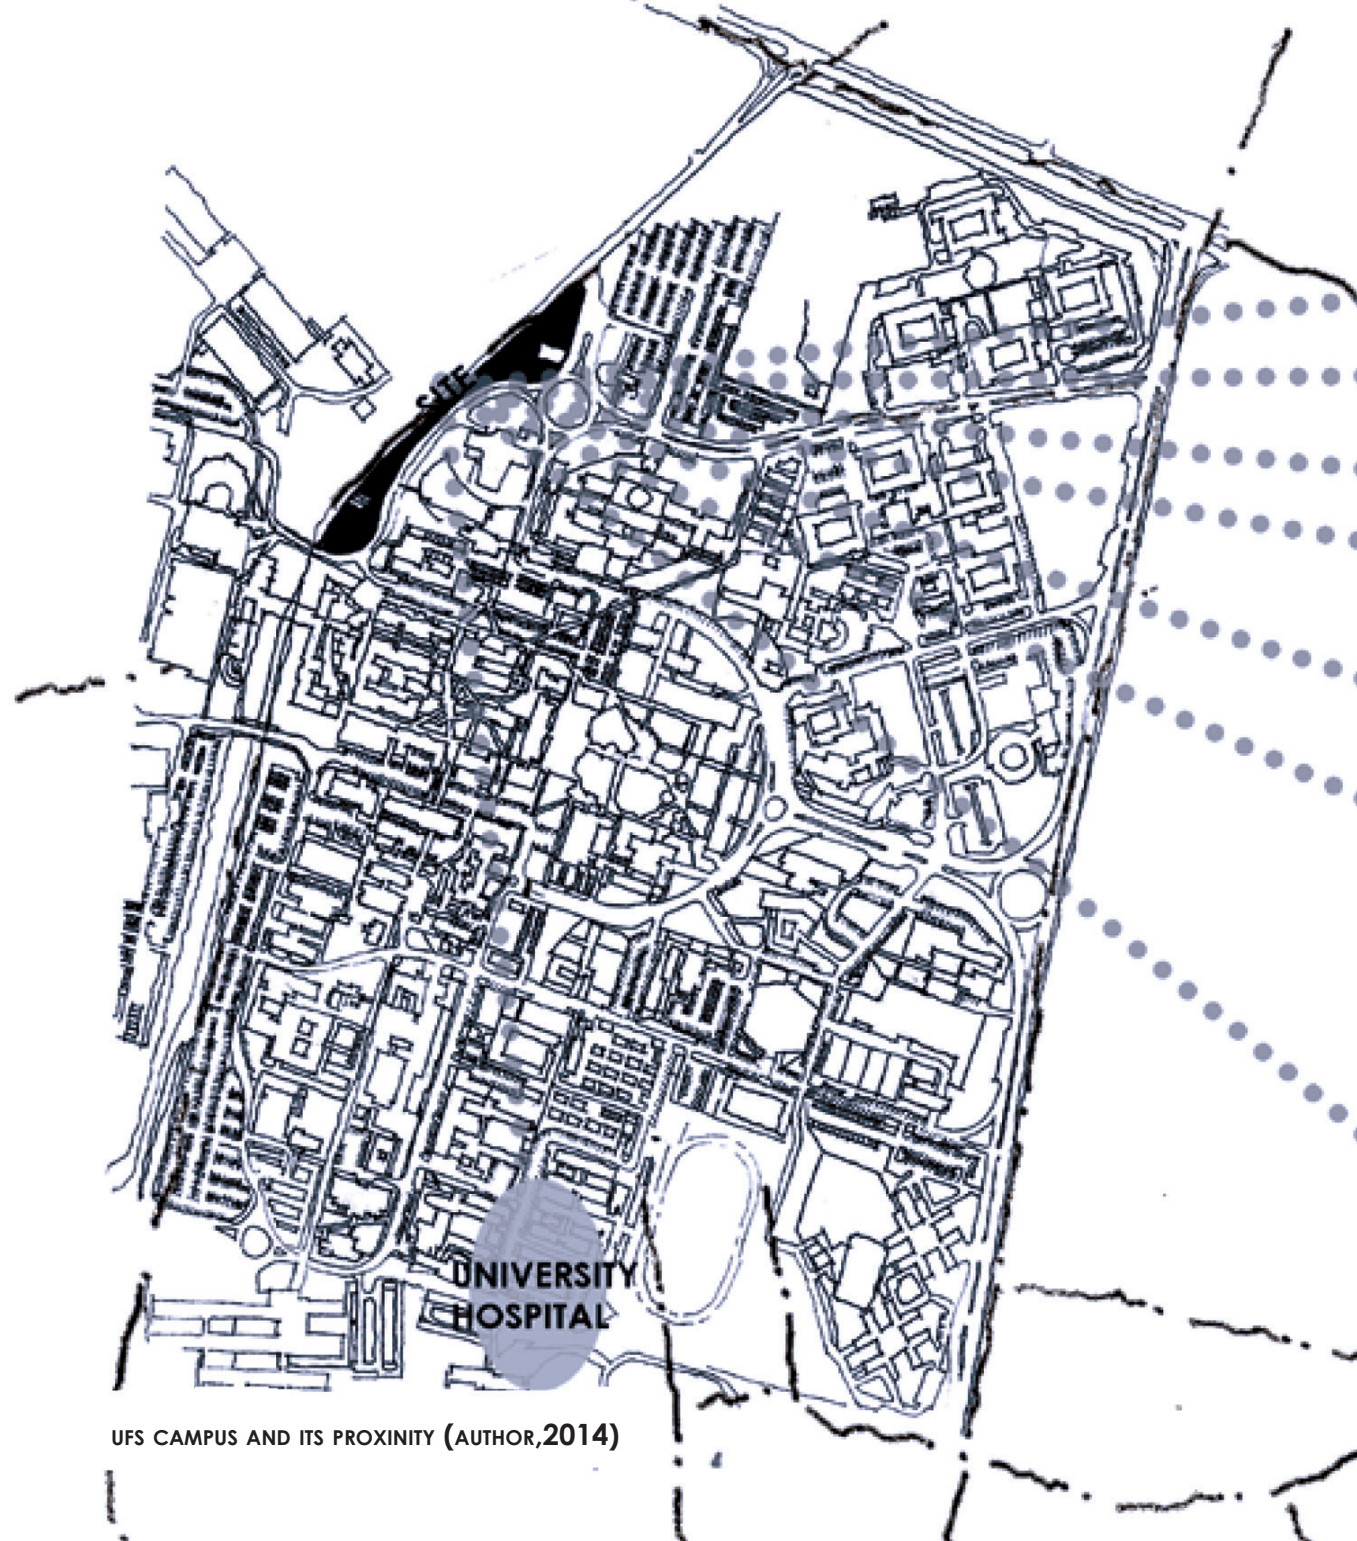 SITE
UNIVERSITY
HOSPITAL
UFS CAMPUS AND ITS PROXINITY (AUTHOR,2014)